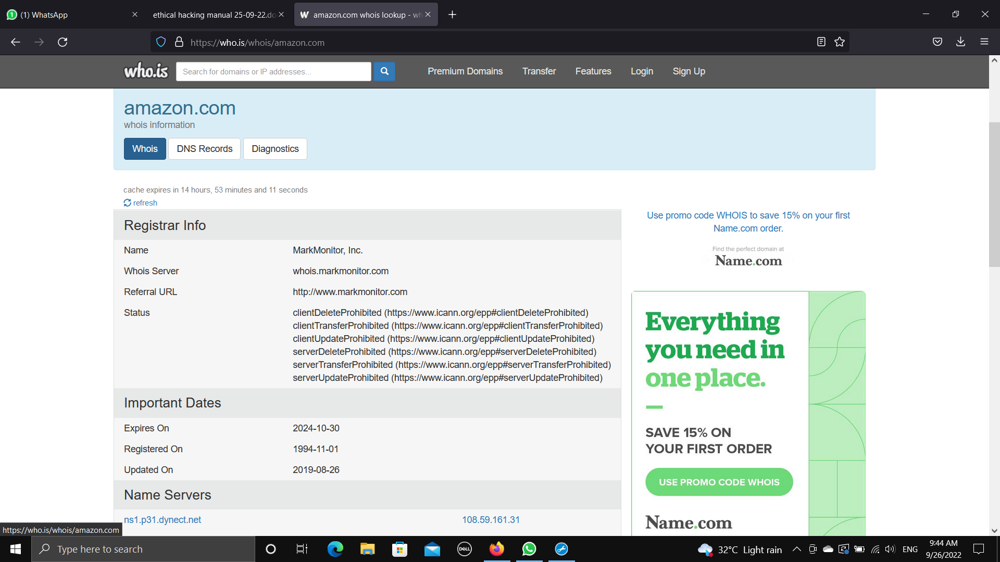 (1) WhatsApp
ethical hacking manual 25-09-22.do
W amazon.com whois lookup - wh
https://who.is/whois/amazon.com
who.is
Search for domains or IP addresses...
Premium Domains
Transfer
Features
Login
Sign Up
amazon.com
whois information
Whois
DNS Records
Diagnostics
cache expires in 14 hours, 53 minutes and 11 seconds
refresh
Registrar Info
Name MarkMonitor, Inc.
Whois Server whois.markmonitor.com
Referral URL http://www.markmonitor.com
Status clientDeleteProhibited (https://www.icann.org/epp#clientDeleteProhibited)
clientTransferProhibited (https://www.icann.org/epp#clientTransferProhibited)
clientUpdateProhibited (https://www.icann.org/epp#clientUpdateProhibited)
serverDeleteProhibited (https://www.icann.org/epp#serverDeleteProhibited)
serverTransferProhibited (https://www.icann.org/epp#serverTransferProhibited)
serverUpdateProhibited (https://www.icann.org/epp#serverUpdateProhibited)
Important Dates
Expires On 2024-10-30
Registered On 1994-11-01
Updated On 2019-08-26
Name Servers
ns1.p31.dynect.net 108.59.161.31
Use promo code WHOIS to save 15% on your first
Name.com order.
Find the perfect domain at
Name.com
Everything
you need in
one place.
SAVE 15% ON
YOUR FIRST ORDER
USE PROMO CODE WHOIS
Name.com
https://who.is/whois/amazon.com
Type here to search
DELL
32°C Light rain
ENG
9:44 AM
9/26/2022